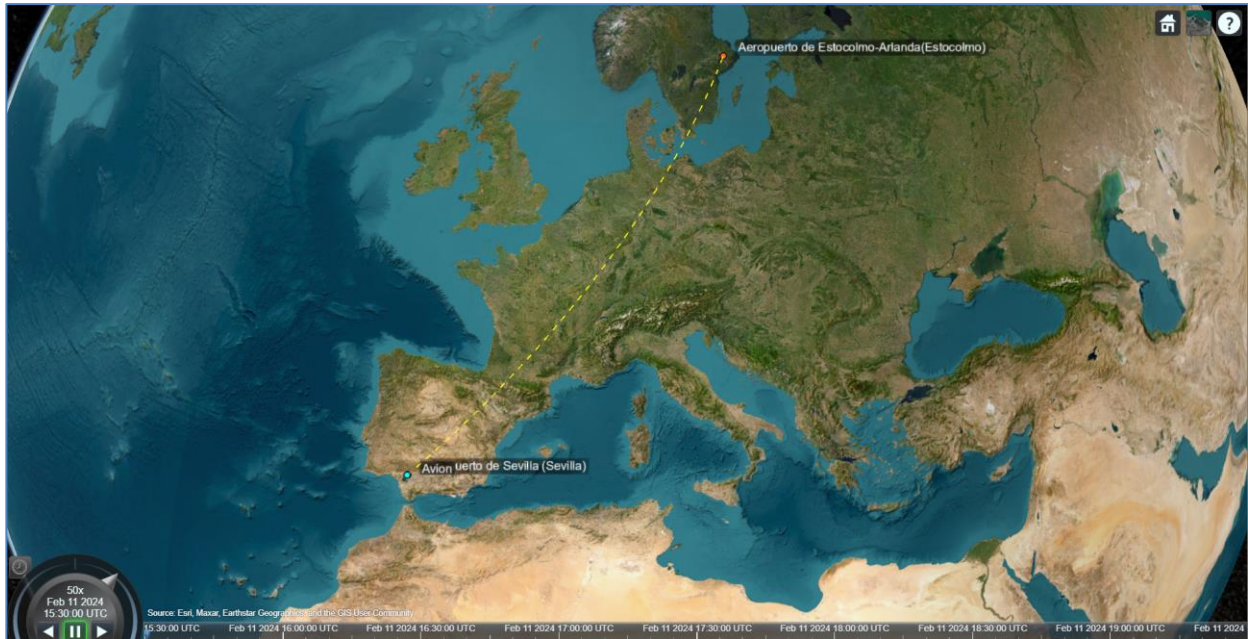 ?
Aeropuerto de Estocolmo-Arlanda(Estocolmo)
Avion uerto de Sevilla (Sevilla)
50x
Feb 11 2024
15:30:00 UTC
Source: Esri, Maxar, Earthstar Geographics, and the GIS User Community
15:30:00 UTC Feb 11 2024 16:00:00 UTC Feb 11 2024 16:30:00 UTC Feb 11 2024 17:00:00 UTC Feb 11 2024 17:30:00 UTC Feb 11 2024 18:00:00 UTC Feb 11 2024 18:30:00 UTC Feb 11 2024 19:00:00 UTC Feb 11 2024